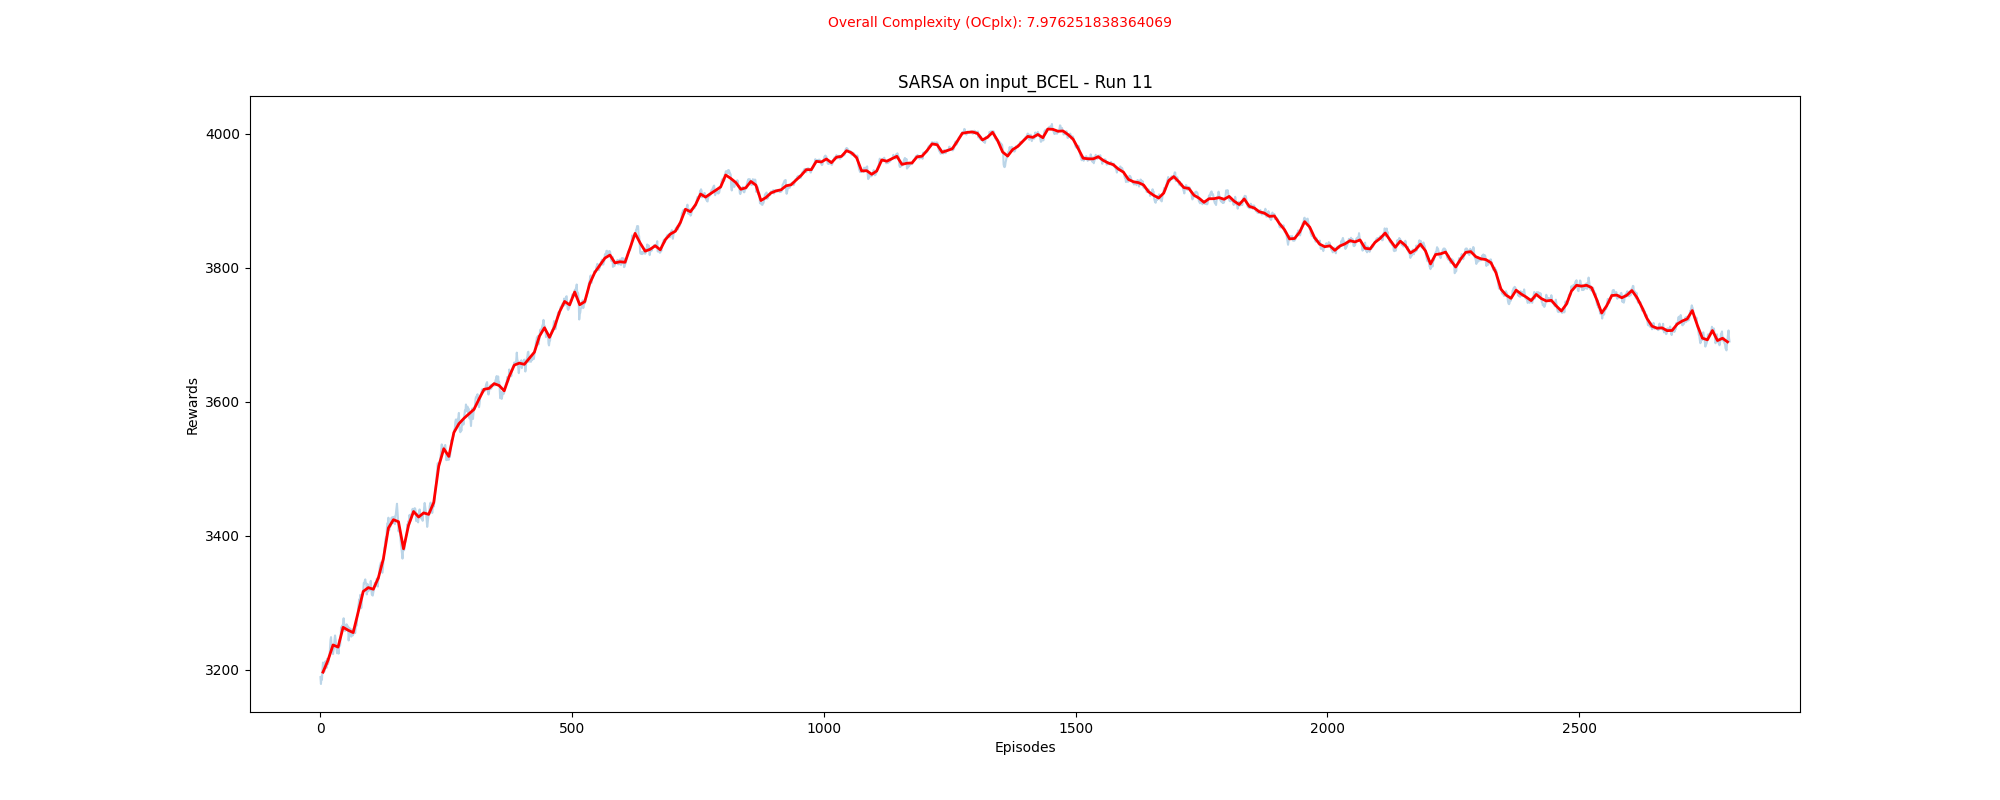 Overall Complexity (OCplx): 7.976251838364069
SARSA on input_BCEL - Run 11
Rewards
4000
3800
3600
3400
3200
0 500 1000 1500 2000 2500
Episodes